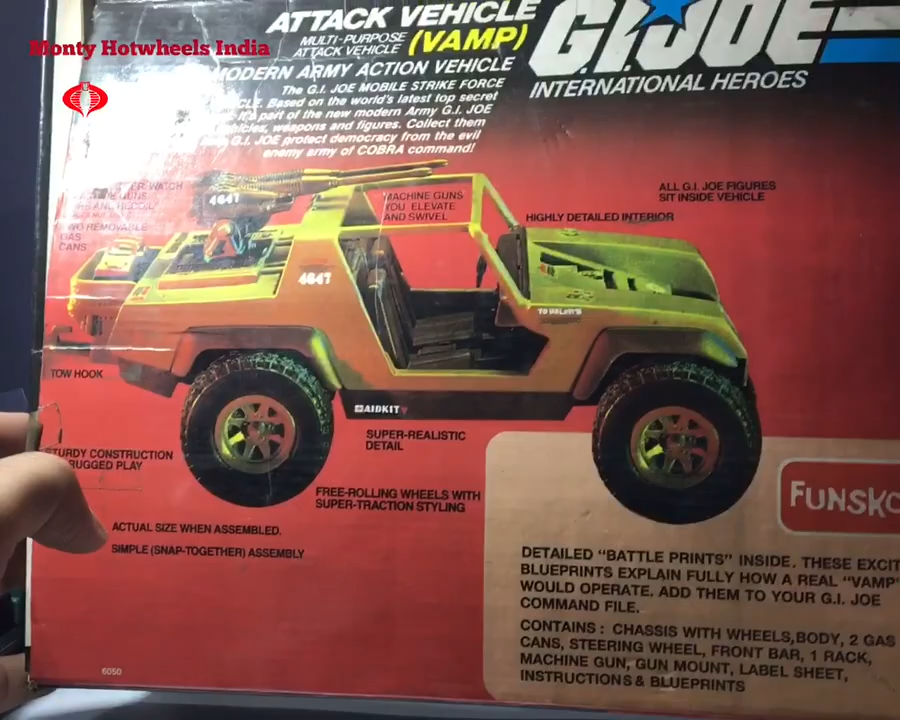 ATTACK VEHICLE
MULTI-PURPOSE
ATTACK VEHICLE (VAMP)
MODERN ARMY ACTION VEHICLE
The G.I. JOE MOBILE STRIKE FORCE
Based on the world's latest top secret
part of the new modern Army G.I. JOE
weapons and figures. Collect them
G.I. JOE protect democracy from the evil
enemy army of COBRA command!
G.I. JOE
INTERNATIONAL HEROES
Monty Hotwheels India
WATCH
GUNS
RECOIL
REMOVABLE
GAS
CANS
4647
MACHINE GUNS
YOU ELEVATE
AND SWIVEL
ALL G.I. JOE FIGURES
SIT INSIDE VEHICLE
HIGHLY DETAILED INTERIOR
4647
TOW HOOK
AIDKIT
SUPER-REALISTIC
DETAIL
STURDY CONSTRUCTION
RUGGED PLAY
FREE-ROLLING WHEELS WITH
SUPER-TRACTION STYLING
ACTUAL SIZE WHEN ASSEMBLED.
SIMPLE (SNAP-TOGETHER) ASSEMBLY
FUNSKO
DETAILED "BATTLE PRINTS" INSIDE. THESE EXCIT
BLUEPRINTS EXPLAIN FULLY HOW A REAL "VAMP"
WOULD OPERATE. ADD THEM TO YOUR G.I. JOE
COMMAND FILE.
CONTAINS : CHASSIS WITH WHEELS, BODY, 2 GAS
CANS, STEERING WHEEL, FRONT BAR, 1 RACK,
MACHINE GUN, GUN MOUNT, LABEL SHEET,
INSTRUCTIONS & BLUEPRINTS
6050